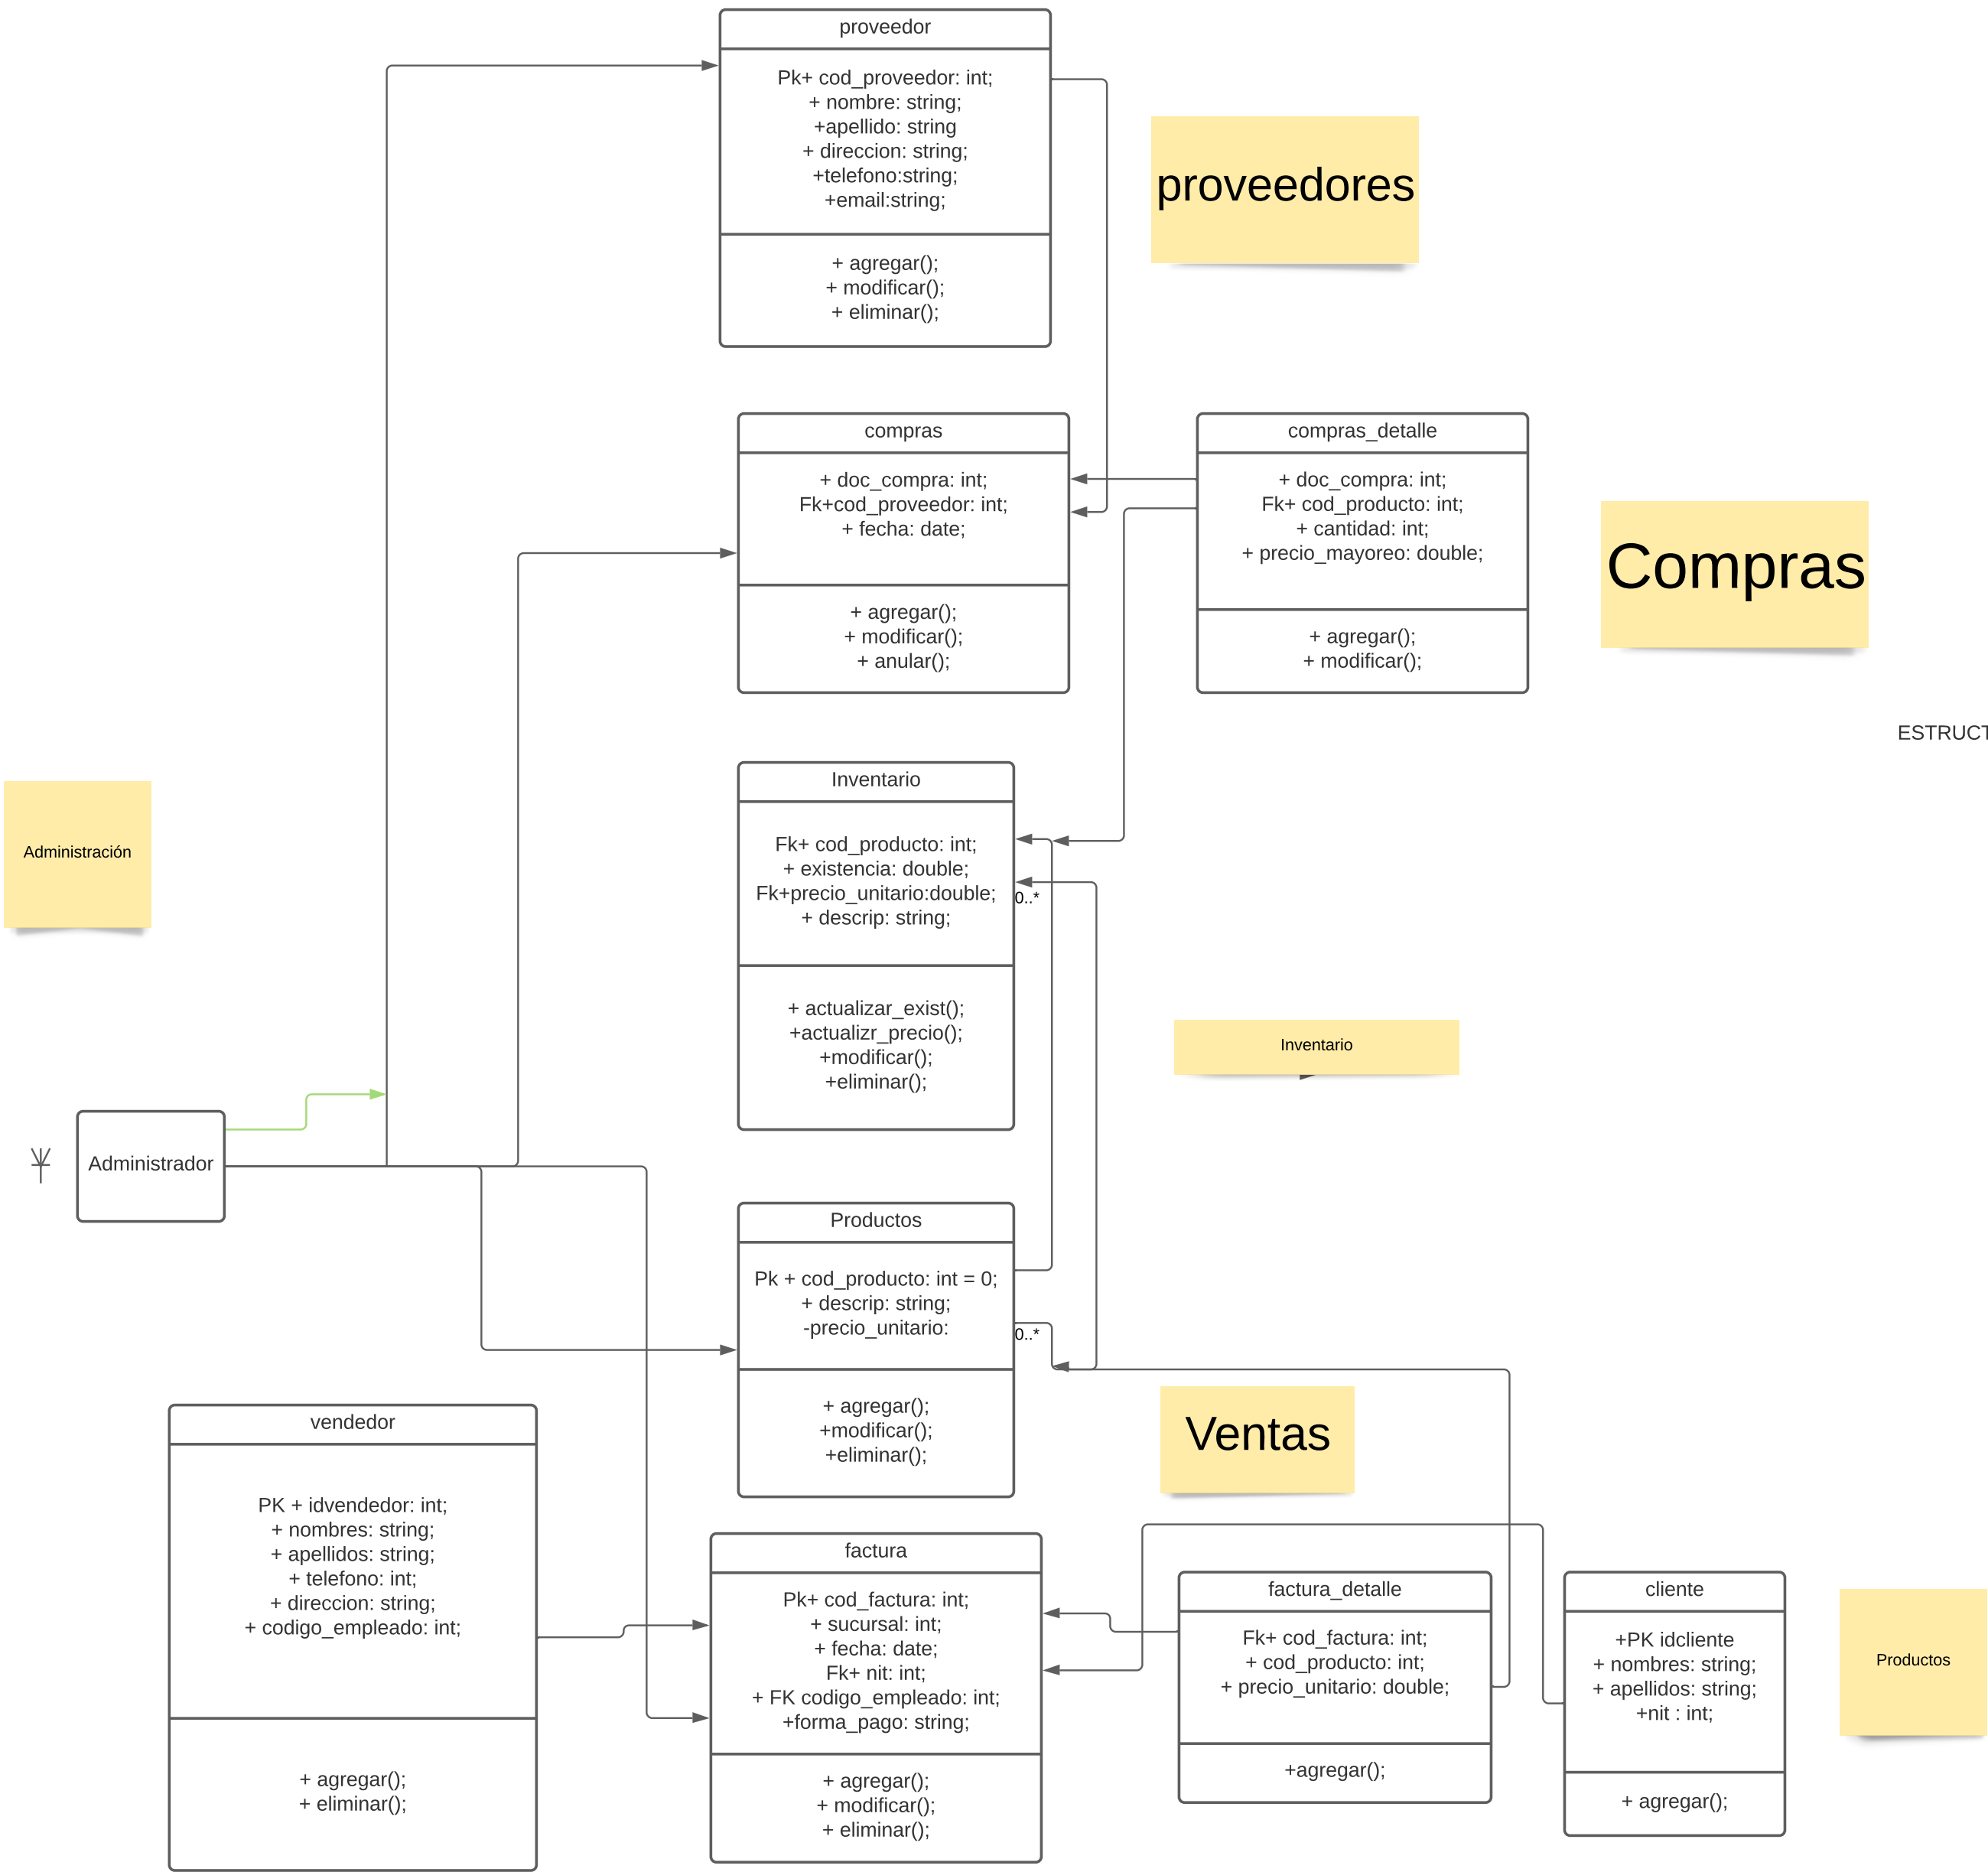 proveedor
Pk+ cod_proveedor: int;
+ nombre: string;
+apellido: string
+ direccion: string;
+telefono:string;
+email:string;
+ agregar();
+ modificar();
+ eliminar();
proveedores
compras
+ doc_compra: int;
Fk+cod_proveedor: int;
+ fecha: date;
+ agregar();
+ modificar();
+ anular();
compras_detalle
+ doc_compra: int;
Fk+ cod_producto: int;
+ cantidad: int;
+ precio_mayoreo: double;
+ agregar();
+ modificar();
Compras
ESTRUCT
Administración
Inventario
Fk+ cod_producto: int;
+ existencia: double;
Fk+precio_unitario:double;
+ descrip: string;
0..*
+ actualizar_exist();
+actualizr_precio();
+modificar();
+eliminar();
Inventario
Administrador
Productos
Pk + cod_producto: int = 0;
+ descrip: string;
-precio_unitario:
0..*
+ agregar();
+modificar();
+eliminar();
Ventas
vendedor
PK + idvendedor: int;
+ nombres: string;
+ apellidos: string;
+ telefono: int;
+ direccion: string;
+ codigo_empleado: int;
+ agregar();
+ eliminar();
factura
Pk+ cod_factura: int;
+ sucursal: int;
+ fecha: date;
Fk+ nit: int;
+ FK codigo_empleado: int;
+forma_pago: string;
+ agregar();
+ modificar();
+ eliminar();
factura_detalle
Fk+ cod_factura: int;
+ cod_producto: int;
+ precio_unitario: double;
+agregar();
cliente
+PK idcliente
+ nombres: string;
+ apellidos: string;
+nit : int;
+ agregar();
Productos